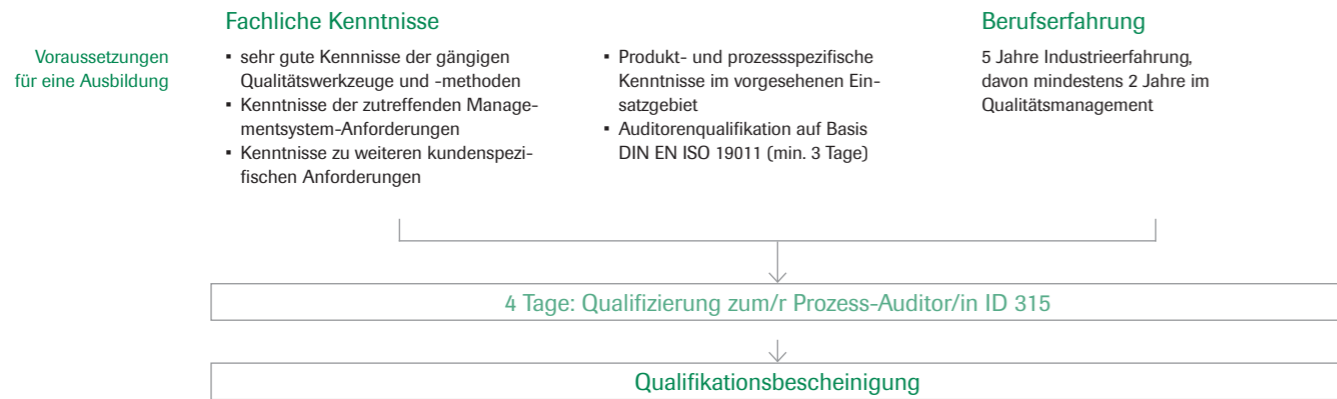 Voraussetzungen
für eine Ausbildung
Fachliche Kenntnisse
▪ sehr gute Kennnisse der gängigen
Qualitätswerkzeuge und -methoden
▪ Kenntnisse der zutreffenden Manage-
mentsystem-Anforderungen
▪ Kenntnisse zu weiteren kundenspezi-
fischen Anforderungen
▪ Produkt- und prozessspezifische
Kenntnisse im vorgesehenen Ein-
satzgebiet
▪ Auditorenqualifikation auf Basis
DIN EN ISO 19011 (min. 3 Tage)
Berufserfahrung
5 Jahre Industrieerfahrung,
davon mindestens 2 Jahre im
Qualitätsmanagement
4 Tage: Qualifizierung zum/r Prozess-Auditor/in ID 315
Qualifikationsbescheinigung